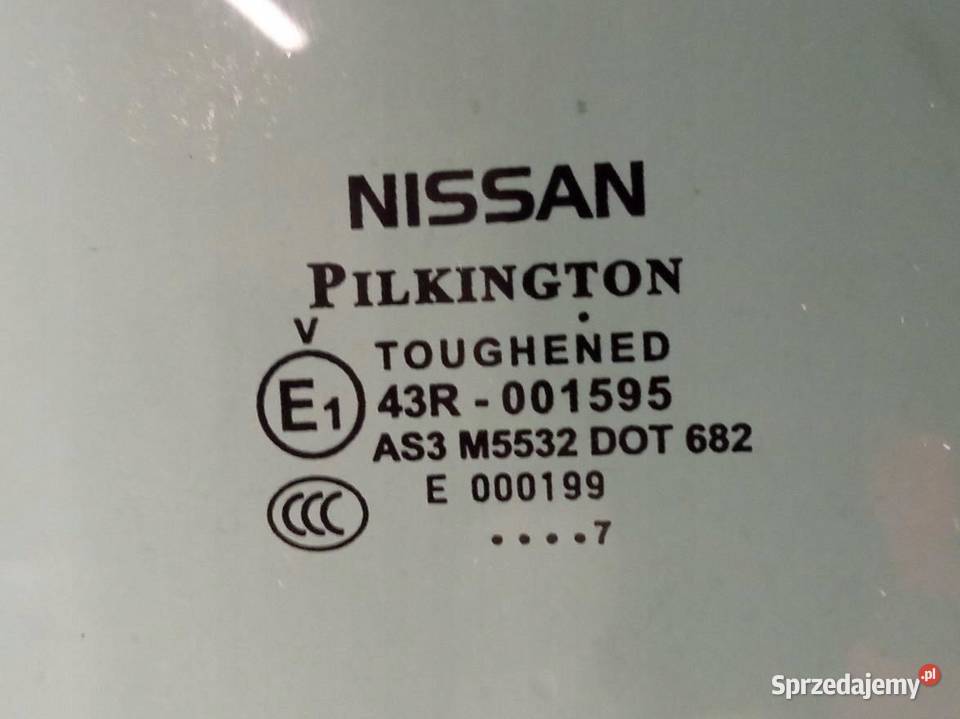 NISSAN
PILKINGTON
V
TOUGHENED
E1 43R - 001595
AS3 M5532 DOT 682
CCC
E 000199
. . . . 7
Sprzedajemy.pl